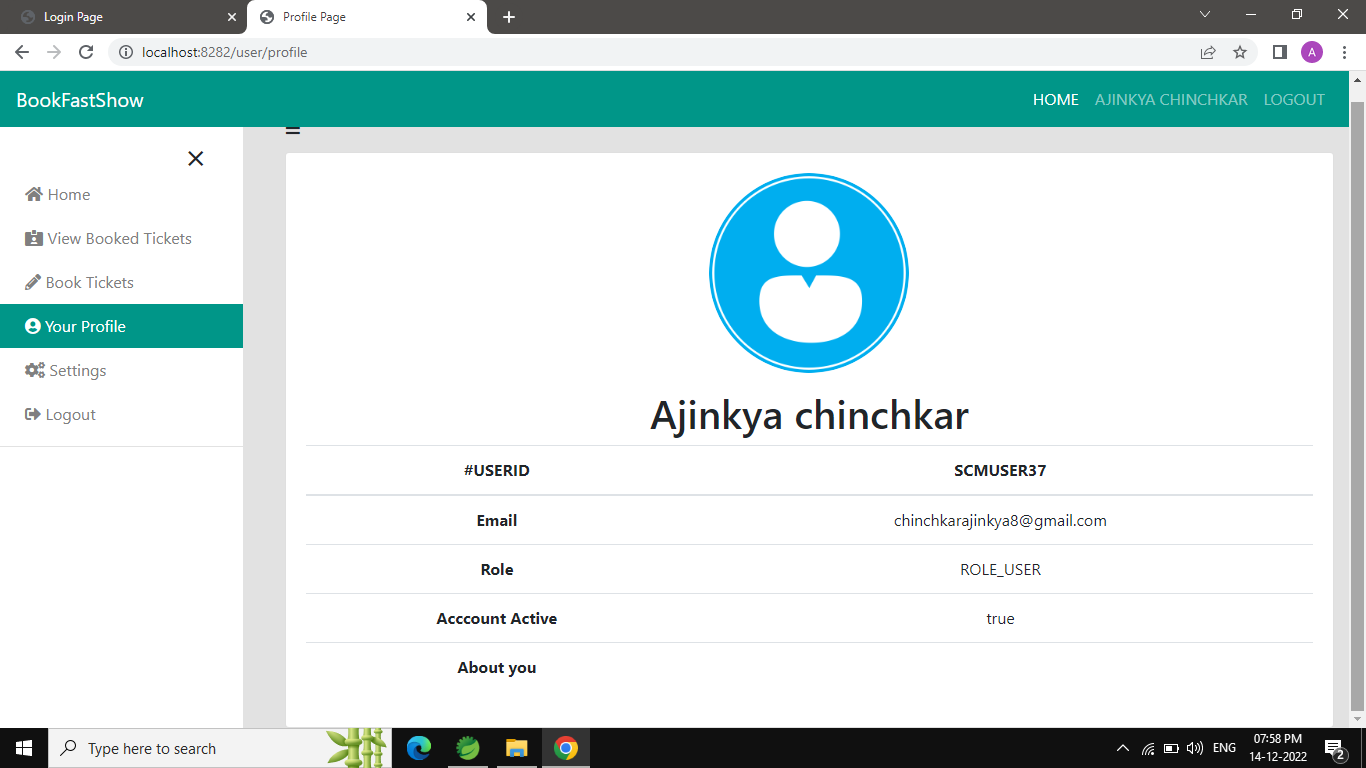 Login Page
Profile Page
localhost:8282/user/profile
A
BookFastShow
HOME AJINKYA CHINCHKAR LOGOUT
Home
View Booked Tickets
Book Tickets
Your Profile
Settings
Logout
Ajinkya chinchkar
#USERID SCMUSER37
Email chinchkarajinkya8@gmail.com
Role ROLE_USER
Acccount Active true
About you
Type here to search
ENG
07:58 PM
14-12-2022
2